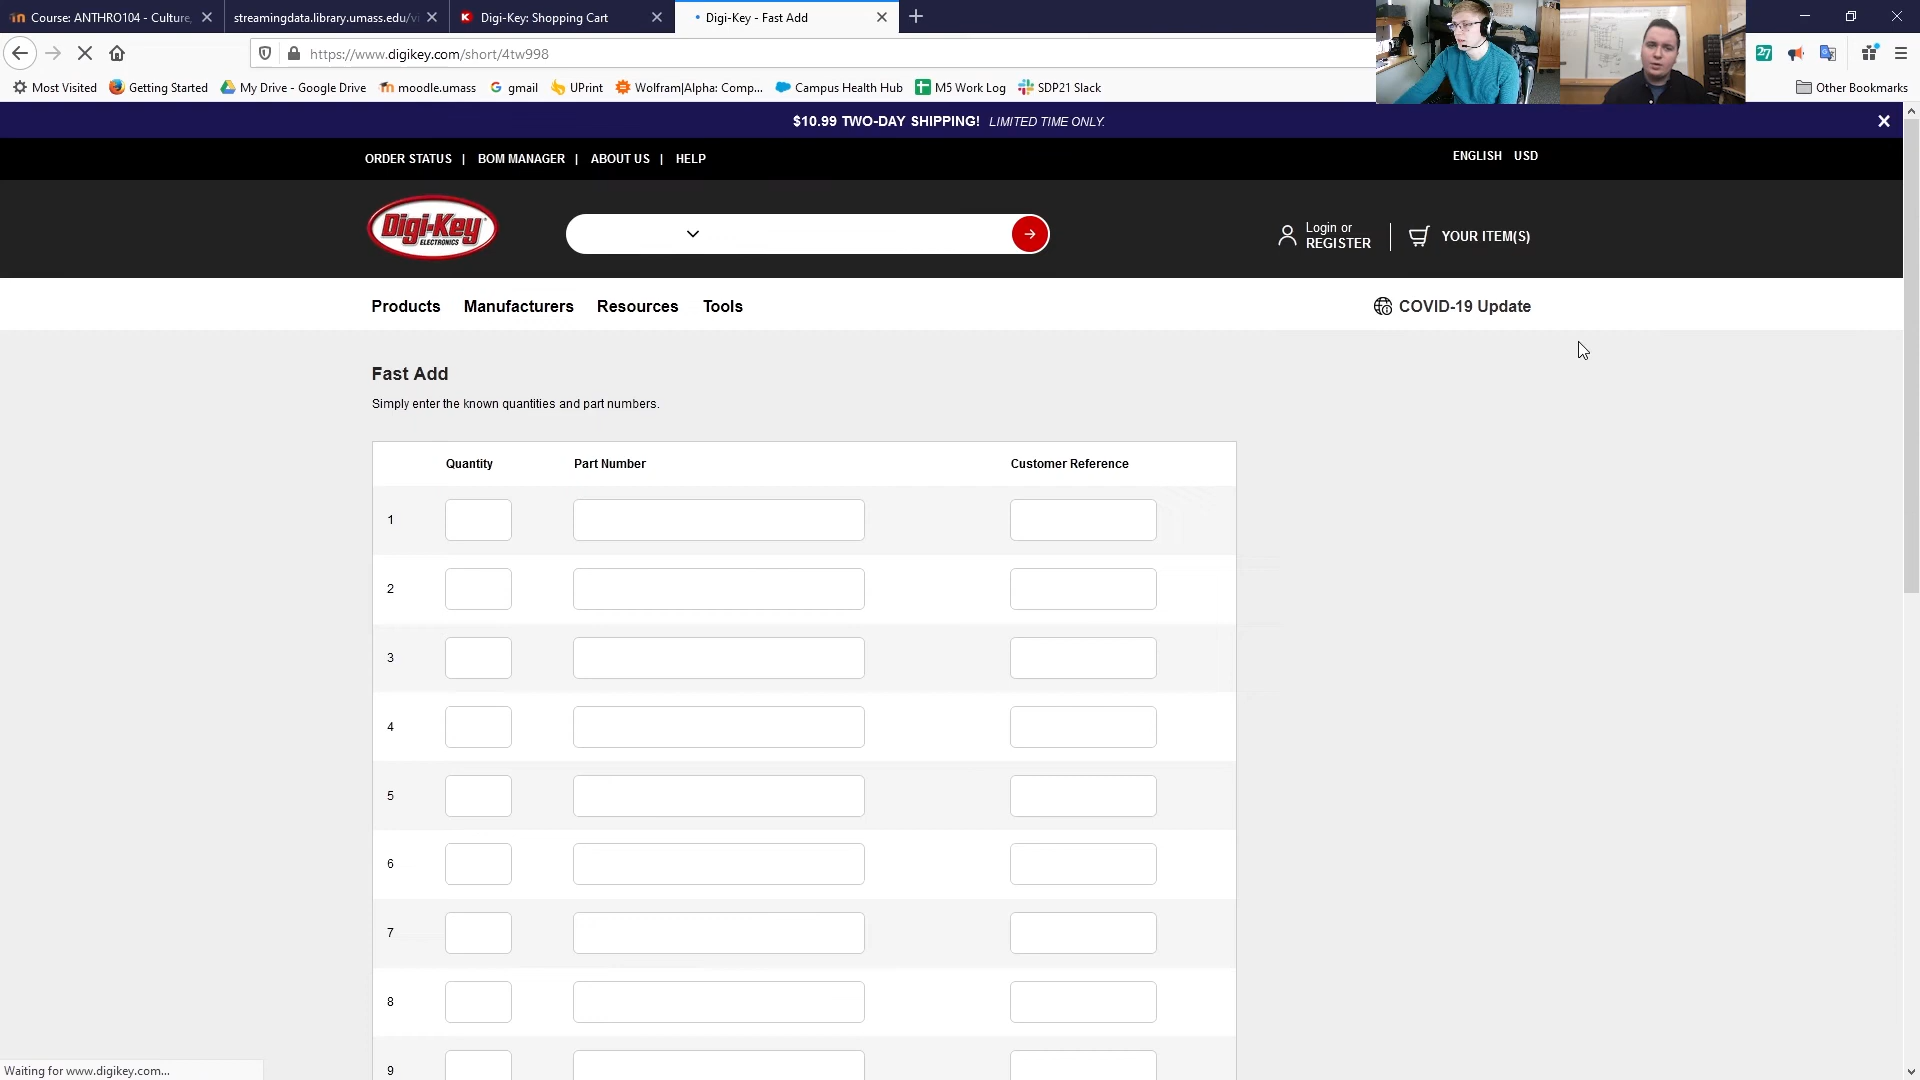 Course: ANTHRO104 - Culture,
streamingdata.library.umass.edu/vi
Digi-Key: Shopping Cart
Digi-Key - Fast Add
https://www.digikey.com/short/4tw998
27
Most Visited
Getting Started
My Drive - Google Drive
moodle.umass
gmail
UPrint
Wolfram|Alpha: Comp...
Campus Health Hub
M5 Work Log
SDP21 Slack
Other Bookmarks
$10.99 TWO-DAY SHIPPING! LIMITED TIME ONLY.
ORDER STATUS | BOM MANAGER | ABOUT US | HELP
ENGLISH USD
Digi-Key
ELECTRONICS
Login or
REGISTER
YOUR ITEM(S)
Products Manufacturers Resources Tools
COVID-19 Update
Fast Add
Simply enter the known quantities and part numbers.
Quantity Part Number Customer Reference
1
2
3
4
5
6
7
8
9
Waiting for www.digikey.com...